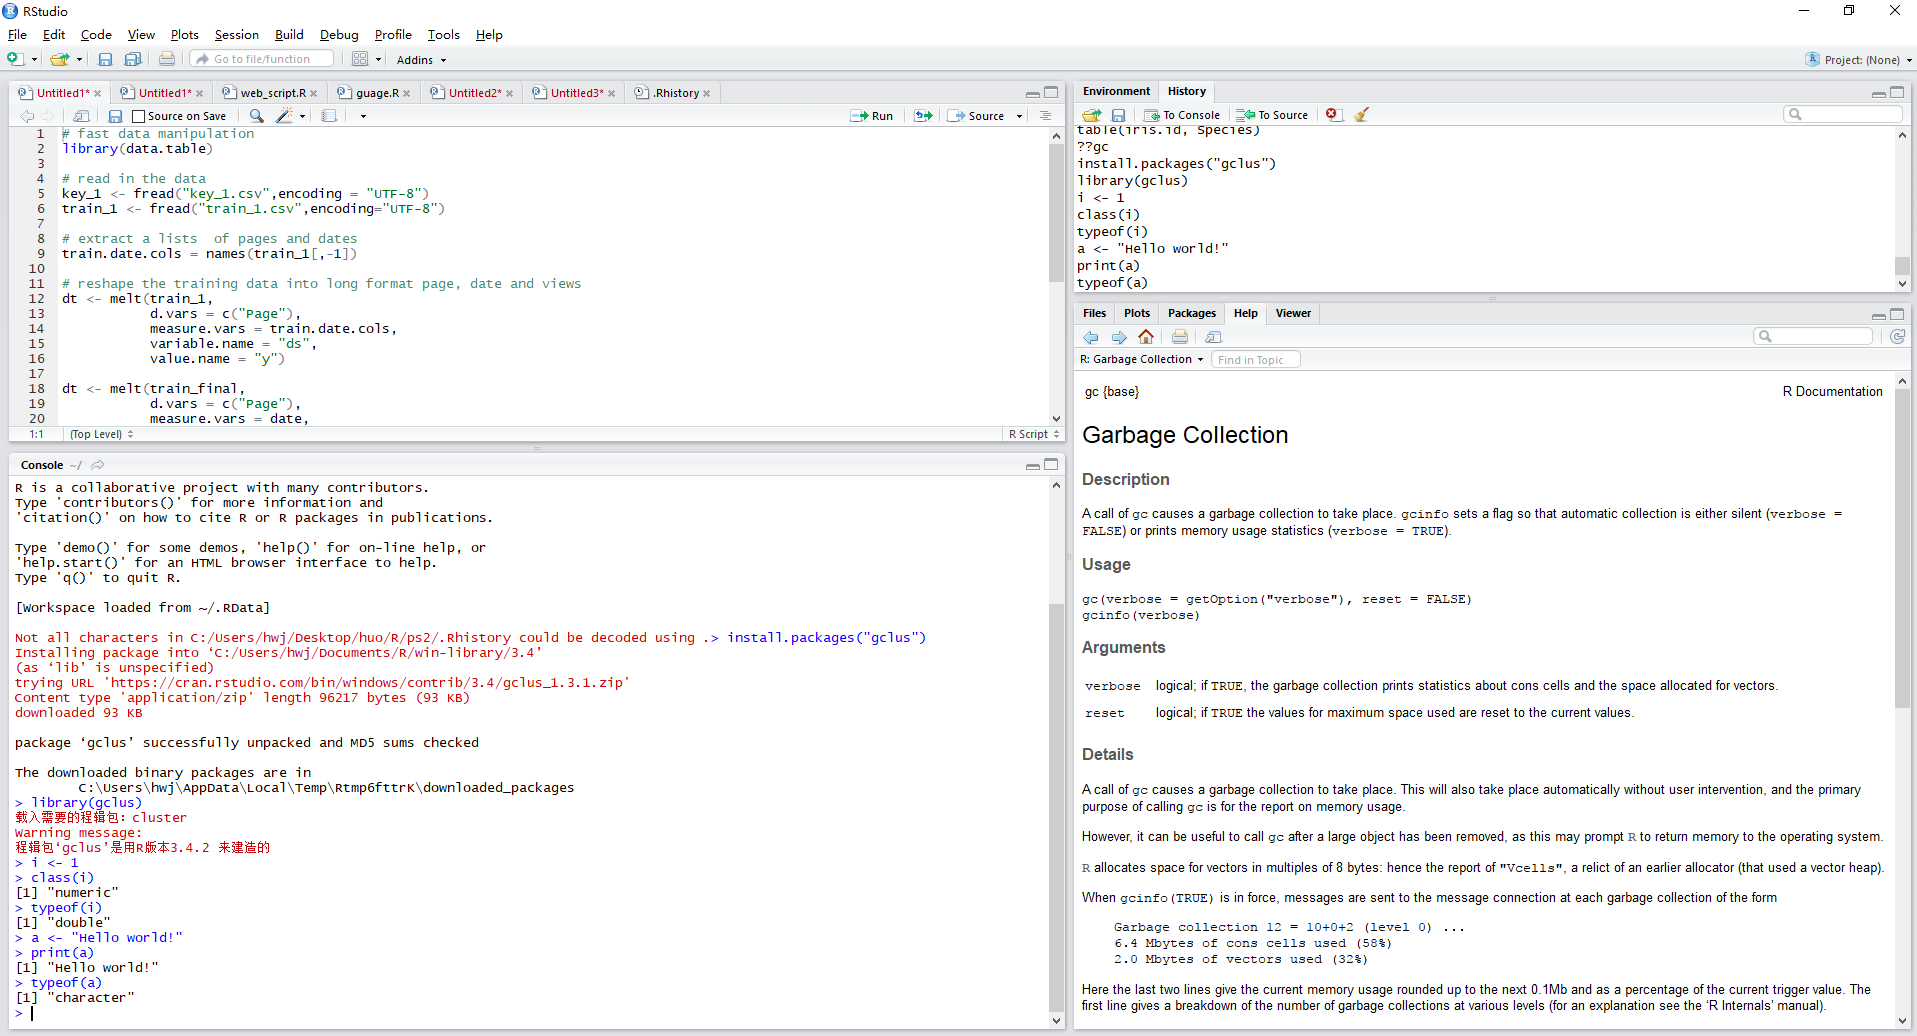 RStudio
File Edit Code View Plots Session Build Debug Profile Tools Help
Go to file/function Addins Project: (None)
Untitled1* Untitled1* web_script.R guage.R Untitled2* Untitled3* .Rhistory
Source on Save Run Source
1 # fast data manipulation
2 library(data.table)
3
4 # read in the data
5 key_1 <- fread("key_1.csv",encoding = "UTF-8")
6 train_1 <- fread("train_1.csv",encoding="UTF-8")
7
8 # extract a lists  of pages and dates
9 train.date.cols = names(train_1[,-1])
10
11 # reshape the training data into long format page, date and views
12 dt <- melt(train_1,
13 d.vars = c("Page"),
14 measure.vars = train.date.cols,
15 variable.name = "ds",
16 value.name = "y")
17
18 dt <- melt(train_final,
19 d.vars = c("Page"),
20 measure.vars = date,
1:1 (Top Level) R Script
Console ~/
R is a collaborative project with many contributors.
Type 'contributors()' for more information and
'citation()' on how to cite R or R packages in publications.
Type 'demo()' for some demos, 'help()' for on-line help, or
'help.start()' for an HTML browser interface to help.
Type 'q()' to quit R.
[Workspace loaded from ~/.RData]
Not all characters in C:/Users/hwj/Desktop/huo/R/ps2/.Rhistory could be decoded using .> install.packages("gclus")
Installing package into ‘C:/Users/hwj/Documents/R/win-library/3.4’
(as ‘lib’ is unspecified)
trying URL 'https://cran.rstudio.com/bin/windows/contrib/3.4/gclus_1.3.1.zip'
Content type 'application/zip' length 96217 bytes (93 KB)
downloaded 93 KB
package ‘gclus’ successfully unpacked and MD5 sums checked
The downloaded binary packages are in
C:\Users\hwj\AppData\Local\Temp\Rtmp6fttrK\downloaded_packages
> library(gclus)
载入需要的程辑包：cluster
Warning message:
程辑包‘gclus’是用R版本3.4.2 来建造的
> i <- 1
> class(i)
[1] "numeric"
> typeof(i)
[1] "double"
> a <- "Hello world!"
> print(a)
[1] "Hello world!"
> typeof(a)
[1] "character"
>
Environment History
To Console To Source
table(iris.id, Species)
??gc
install.packages("gclus")
library(gclus)
i <- 1
class(i)
typeof(i)
a <- "Hello world!"
print(a)
typeof(a)
Files Plots Packages Help Viewer
R: Garbage Collection Find in Topic
gc {base} R Documentation
Garbage Collection
Description
A call of gc causes a garbage collection to take place. gcinfo sets a flag so that automatic collection is either silent (verbose =
FALSE) or prints memory usage statistics (verbose = TRUE).
Usage
gc(verbose = getOption("verbose"), reset = FALSE)
gcinfo(verbose)
Arguments
verbose logical; if TRUE, the garbage collection prints statistics about cons cells and the space allocated for vectors.
reset logical; if TRUE the values for maximum space used are reset to the current values.
Details
A call of gc causes a garbage collection to take place. This will also take place automatically without user intervention, and the primary
purpose of calling gc is for the report on memory usage.
However, it can be useful to call gc after a large object has been removed, as this may prompt R to return memory to the operating system.
R allocates space for vectors in multiples of 8 bytes: hence the report of "Vcells", a relict of an earlier allocator (that used a vector heap).
When gcinfo(TRUE) is in force, messages are sent to the message connection at each garbage collection of the form
Garbage collection 12 = 10+0+2 (level 0) ...
6.4 Mbytes of cons cells used (58%)
2.0 Mbytes of vectors used (32%)
Here the last two lines give the current memory usage rounded up to the next 0.1Mb and as a percentage of the current trigger value. The
first line gives a breakdown of the number of garbage collections at various levels (for an explanation see the ‘R Internals’ manual).